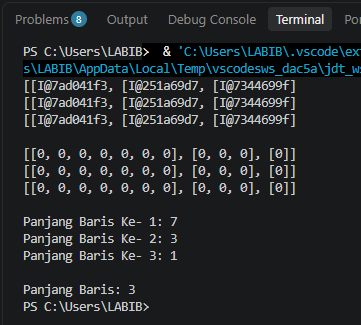 Problems 8 Output Debug Console Terminal Po
PS C:\Users\LABIB> & 'C:\Users\LABIB\.vscode\ex
s\LABIB\AppData\Local\Temp\vscodesws_dac5a\jdt_ws
[[I@7ad041f3, [I@251a69d7, [I@7344699f]
[[I@7ad041f3, [I@251a69d7, [I@7344699f]
[[I@7ad041f3, [I@251a69d7, [I@7344699f]
[[0, 0, 0, 0, 0, 0, 0], [0, 0, 0], [0]]
[[0, 0, 0, 0, 0, 0, 0], [0, 0, 0], [0]]
[[0, 0, 0, 0, 0, 0, 0], [0, 0, 0], [0]]
Panjang Baris Ke- 1: 7
Panjang Baris Ke- 2: 3
Panjang Baris Ke- 3: 1
Panjang Baris: 3
PS C:\Users\LABIB>